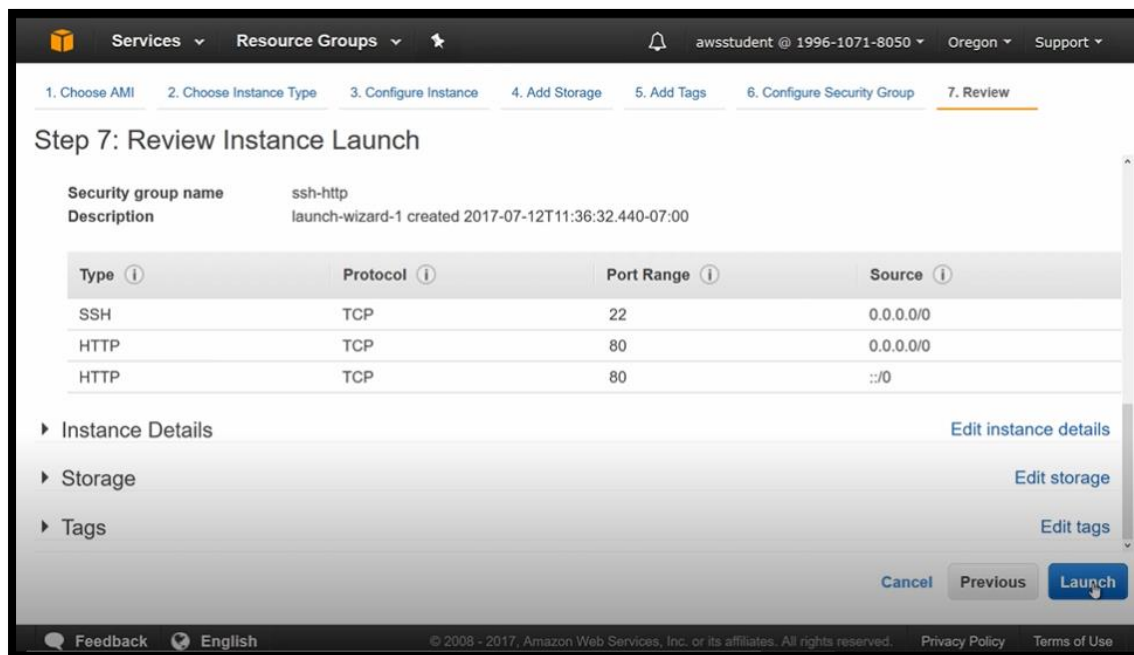 Services Resource Groups awsstudent @ 1996-1071-8050 Oregon Support
1. Choose AMI 2. Choose Instance Type 3. Configure Instance 4. Add Storage 5. Add Tags 6. Configure Security Group 7. Review
Step 7: Review Instance Launch
Security group name ssh-http
Description launch-wizard-1 created 2017-07-12T11:36:32.440-07:00
Type i Protocol i Port Range i Source i
SSH TCP 22 0.0.0.0/0
HTTP TCP 80 0.0.0.0/0
HTTP TCP 80 ::/0
Instance Details Edit instance details
Storage Edit storage
Tags Edit tags
Cancel Previous Launch
Feedback English © 2008 - 2017, Amazon Web Services, Inc. or its affiliates. All rights reserved. Privacy Policy Terms of Use